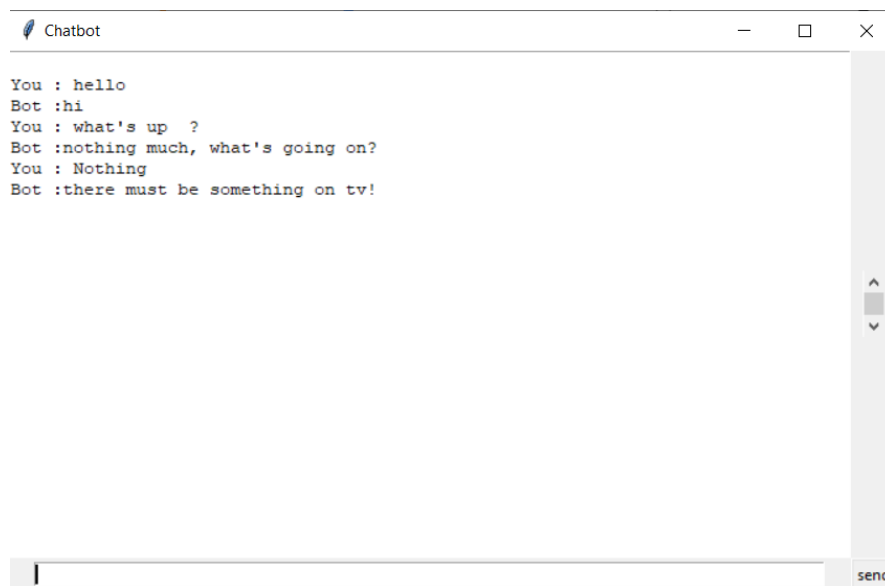 Chatbot
You : hello
Bot :hi
You : what's up  ?
Bot :nothing much, what's going on?
You : Nothing
Bot :there must be something on tv!
send